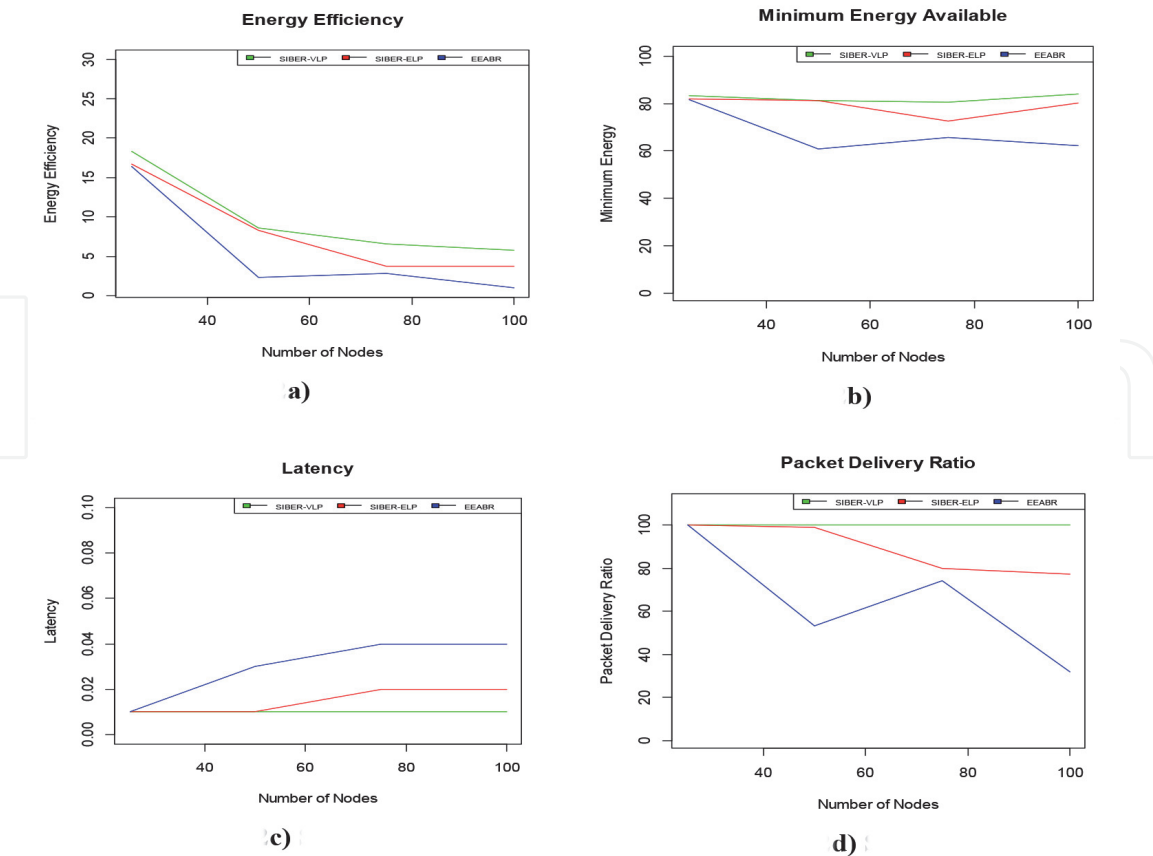 Energy Efficiency
SIBER-VLP SIBER-ELP EEABR
Energy Efficiency
30
25
20
15
10
5
0
40 60 80 100
Number of Nodes
a)
Minimum Energy Available
SIBER-VLP SIBER-ELP EEABR
Minimum Energy
100
80
60
40
20
0
40 60 80 100
Number of Nodes
b)
Latency
SIBER-VLP SIBER-ELP EEABR
Latency
0.10
0.08
0.06
0.04
0.02
0.00
40 60 80 100
Number of Nodes
c)
Packet Delivery Ratio
SIBER-VLP SIBER-ELP EEABR
Packet Delivery Ratio
100
80
60
40
20
0
40 60 80 100
Number of Nodes
d)